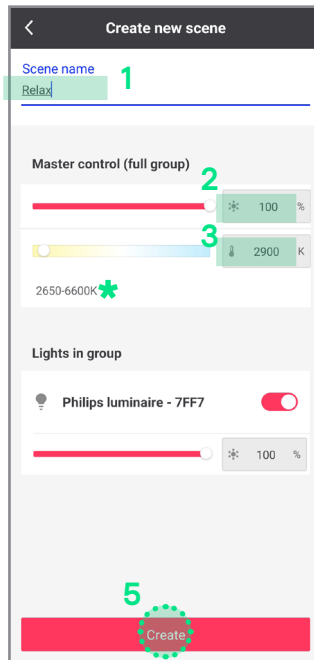 Create new scene
Scene name
1
Relax
Master control (full group)
2
100 %
3
2900 K
2650-6600K*
Lights in group
Philips luminaire - 7FF7
100 %
5
Create